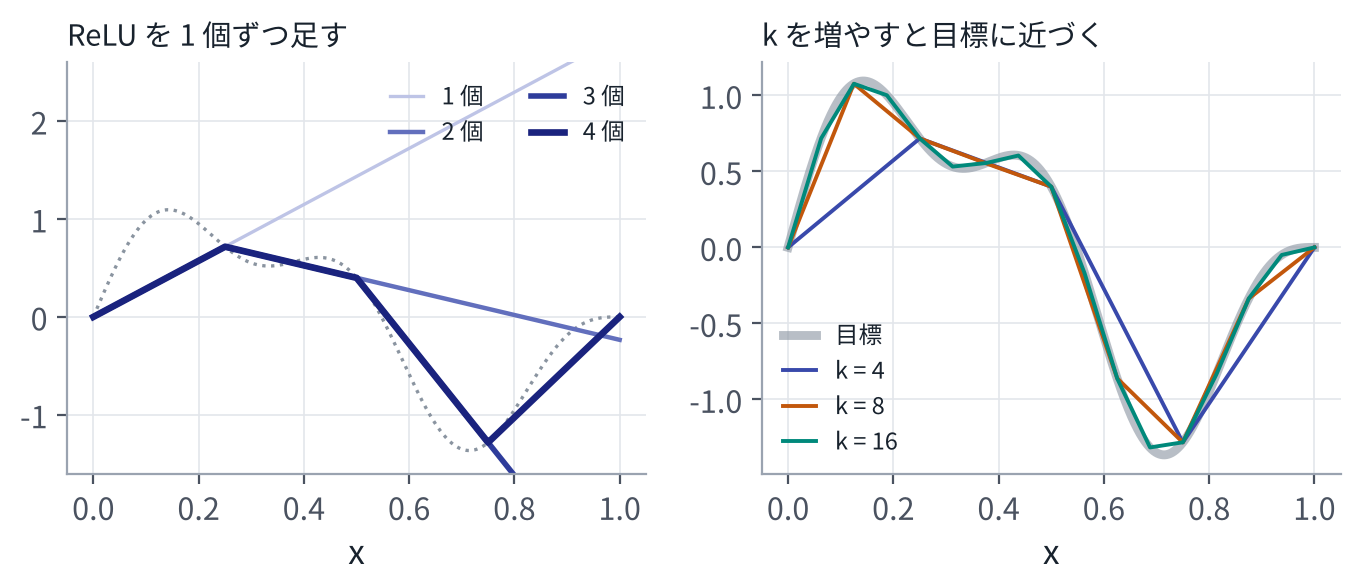 ReLU を 1 個ずつ足す
1 個
2 個
3 個
4 個
2
1
0
-1
0.0 0.2 0.4 0.6 0.8 1.0
x
k を増やすと目標に近づく
1.0
0.5
0.0
-0.5
-1.0
目標
k = 4
k = 8
k = 16
0.0 0.2 0.4 0.6 0.8 1.0
x